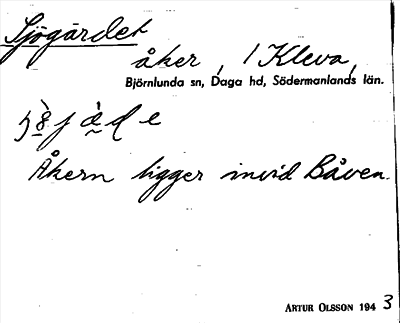 Sjögärdet
åker, 1 Kleva,
Björnlunda sn, Daga hd, Södermanlands län.
Åkern ligger invid Båven.
ARTUR OLSSON 1943